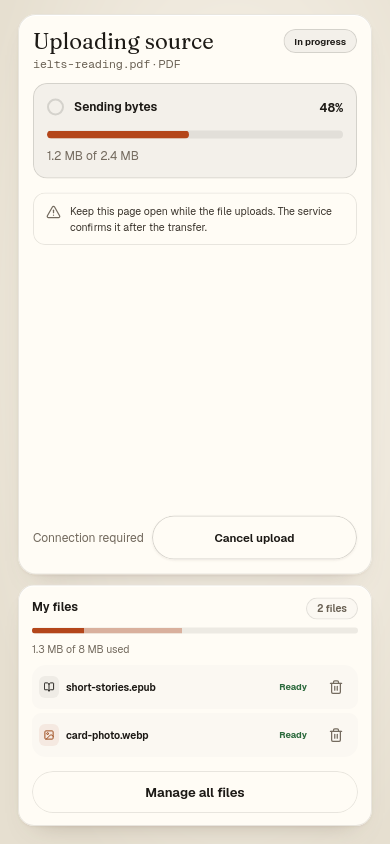 Uploading source
In progress
ielts-reading.pdf · PDF
Sending bytes
48%
1.2 MB of 2.4 MB
Keep this page open while the file uploads. The service
confirms it after the transfer.
Connection required
Cancel upload
My files
2 files
1.3 MB of 8 MB used
short-stories.epub
Ready
card-photo.webp
Ready
Manage all files